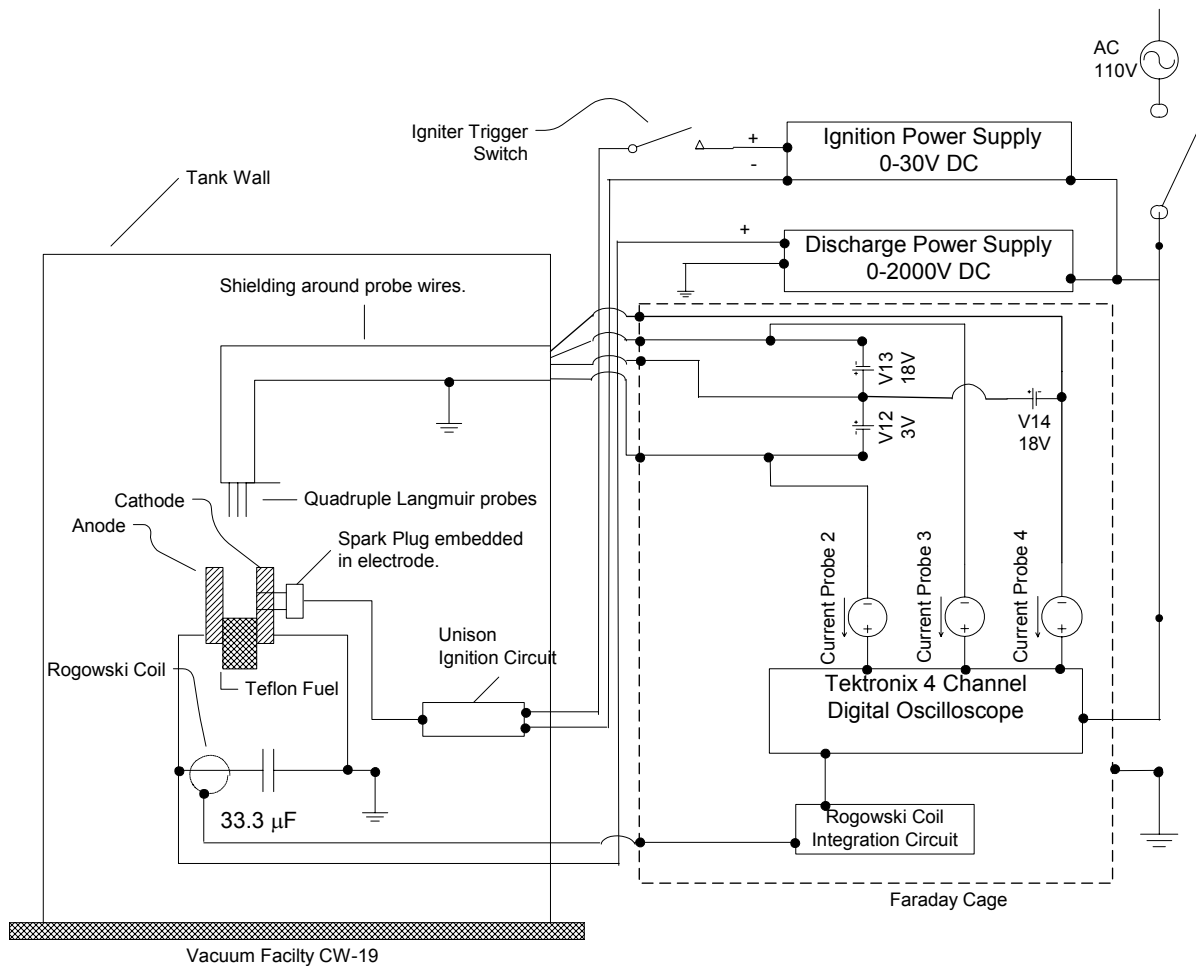 AC
110V
Igniter Trigger
Switch
+
-
Ignition Power Supply
0-30V DC
Tank Wall
+
Discharge Power Supply
0-2000V DC
Shielding around probe wires.
V13
18V
V12
3V
V14
18V
Quadruple Langmuir probes
Cathode
Anode
Spark Plug embedded
in electrode.
Current Probe 2
Current Probe 3
Current Probe 4
Unison
Ignition Circuit
Rogowski Coil
Teflon Fuel
Tektronix 4 Channel
Digital Oscilloscope
33.3 μF
Rogowski Coil
Integration Circuit
Faraday Cage
Vacuum Facilty CW-19